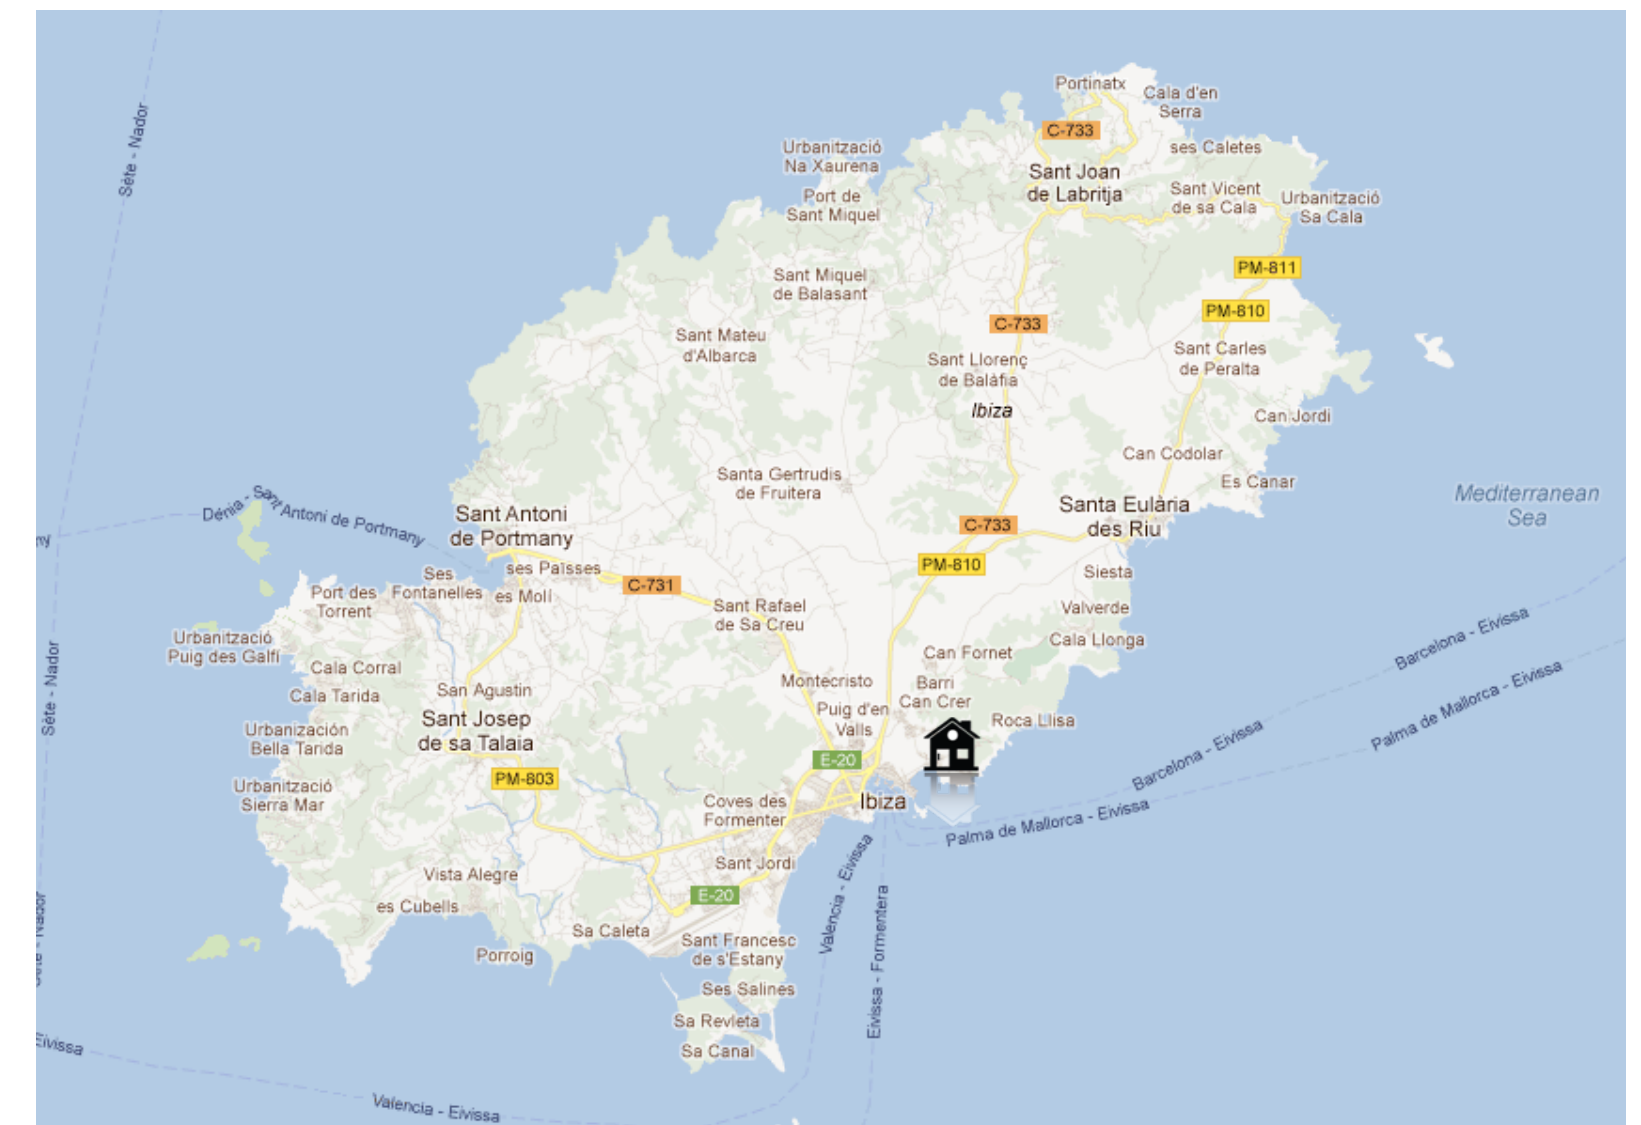 Portinatx
Cala d'en
Serra
C-733
Sète - Nador
Urbanització
Na Xaurena
ses Caletes
Sant Joan
de Labritja
Port de
Sant Miquel
Sant Vicent
de sa Cala
Urbanització
Sa Cala
PM-811
Sant Miquel
de Balasant
PM-810
C-733
Sant Mateu
d'Albarca
Sant Llorenç
de Balàfia
Sant Carles
de Peralta
Ibiza
Can Jordi
Can Codolar
Santa Gertrudis
de Fruitera
Es Canar
Mediterranean
Sea
Dénia - Sant Antoni de Portmany
Sant Antoni
de Portmany
Santa Eulària
des Riu
C-733
ny
PM-810
ses Païsses
Ses
Fontanelles
es Molí
C-731
Siesta
Port des
Torrent
Sant Rafael
de Sa Creu
Valverde
Urbanització
Puig des Galfí
Cala Llonga
Barcelona - Eivissa
Can Fornet
Cala Corral
Sète - Nador
Cala Tarida
San Agustin
Montecristo
Barri
Can Crer
Palma de Mallorca - Eivissa
Puig d'en
Valls
Roca Llisa
Sant Josep
de sa Talaia
Urbanización
Bella Tarida
Barcelona - Eivissa
E-20
PM-803
Urbanització
Sierra Mar
Coves des
Formenter
Ibiza
Palma de Mallorca - Eivissa
Sant Jordi
Vista Alegre
E-20
Valencia - Eivissa
es Cubells
Eivissa - Formentera
Sète - Nador
Sa Caleta
Sant Francesc
de s'Estany
Porroig
Ses Salines
Sa Revleta
Sa Canal
Eivissa
Valencia - Eivissa